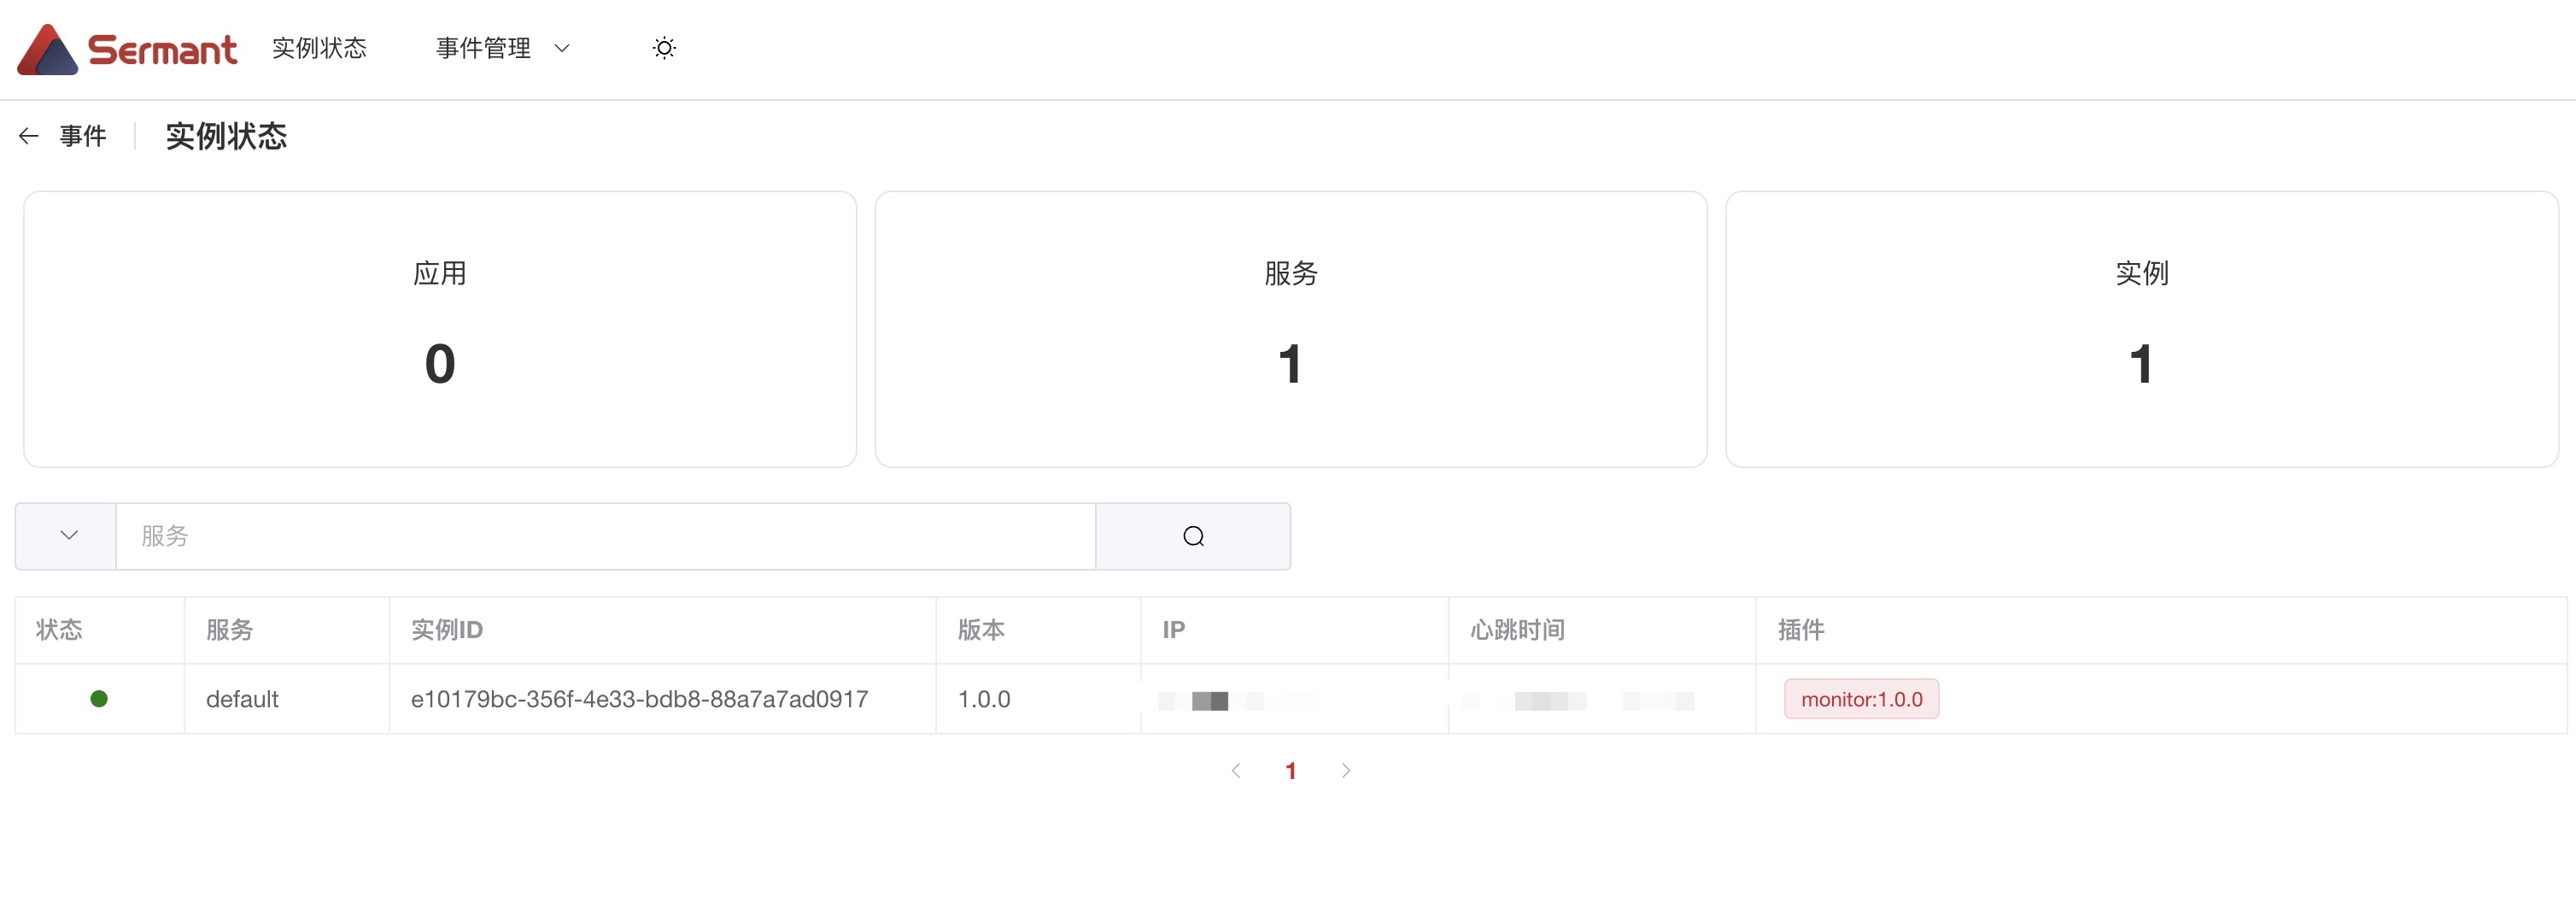 Sermant 实例状态 事件管理
事件 实例状态
应用 服务 实例
0 1 1
服务
状态 服务 实例ID 版本 IP 心跳时间 插件
default e10179bc-356f-4e33-bdb8-88a7a7ad0917 1.0.0 monitor:1.0.0
1